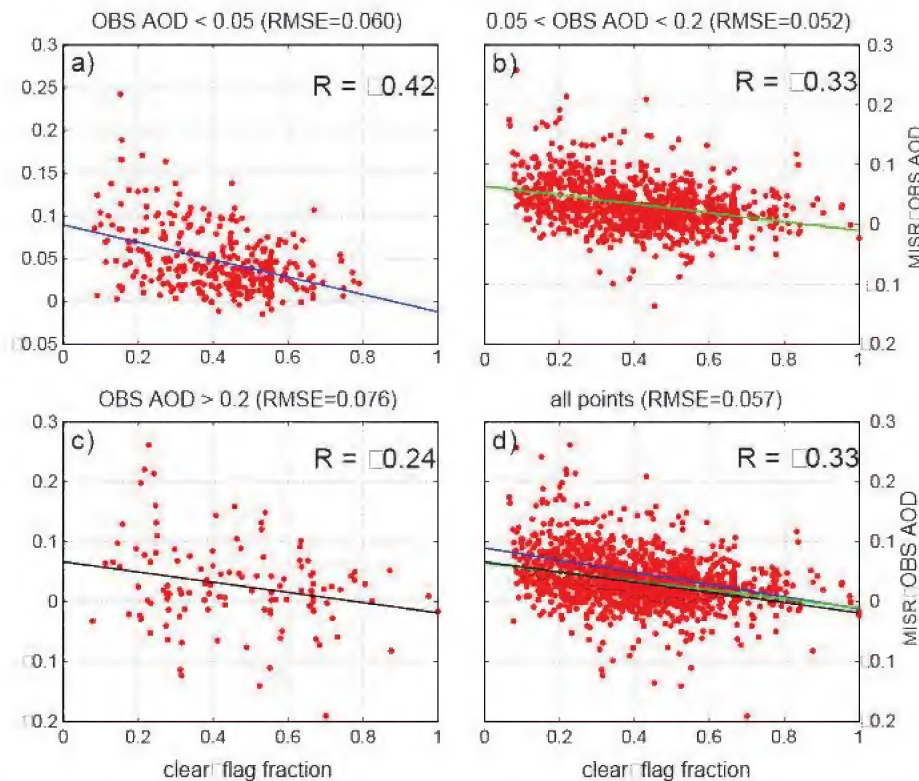 OBS AOD < 0.05 (RMSE=0.060)
0.3
a)
R = □0.42
0.25
0.2
0.15
0.1
0.05
0
□0.05
0 0.2 0.4 0.6 0.8 1
0.05 < OBS AOD < 0.2 (RMSE=0.052)
0.3
b)
R = □0.33
0.2
0.1
0
□0.1
□0.2
MISR□OBS AOD
0 0.2 0.4 0.6 0.8 1
OBS AOD > 0.2 (RMSE=0.076)
0.3
c)
R = □0.24
0.2
0.1
0
□0.1
□0.2
0 0.2 0.4 0.6 0.8 1
clear□flag fraction
all points (RMSE=0.057)
0.3
d)
R = □0.33
0.2
0.1
0
□0.1
□0.2
MISR□OBS AOD
0 0.2 0.4 0.6 0.8 1
clear□flag fraction